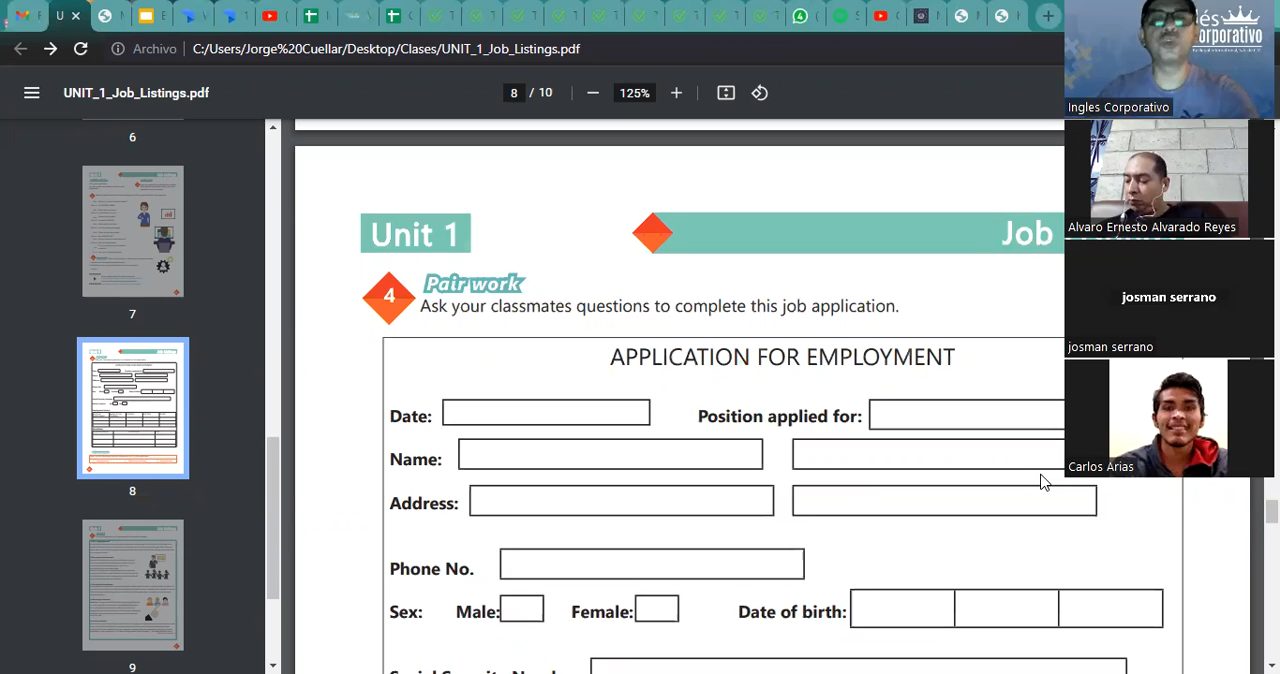 U
Archivo
C:/Users/Jorge%20Cuellar/Desktop/Clases/UNIT_1_Job_Listings.pdf
UNIT_1_Job_Listings.pdf
8 / 10
125%
és
orporativo
Ingles Corporativo
Alvaro Ernesto Alvarado Reyes
josman serrano
josman serrano
Carlos Arias
6
7
8
9
Unit 1
Job
4
Pair work
Ask your classmates questions to complete this job application.
APPLICATION FOR EMPLOYMENT
Date:
Position applied for:
Name:
Address:
Phone No.
Sex:
Male:
Female:
Date of birth: